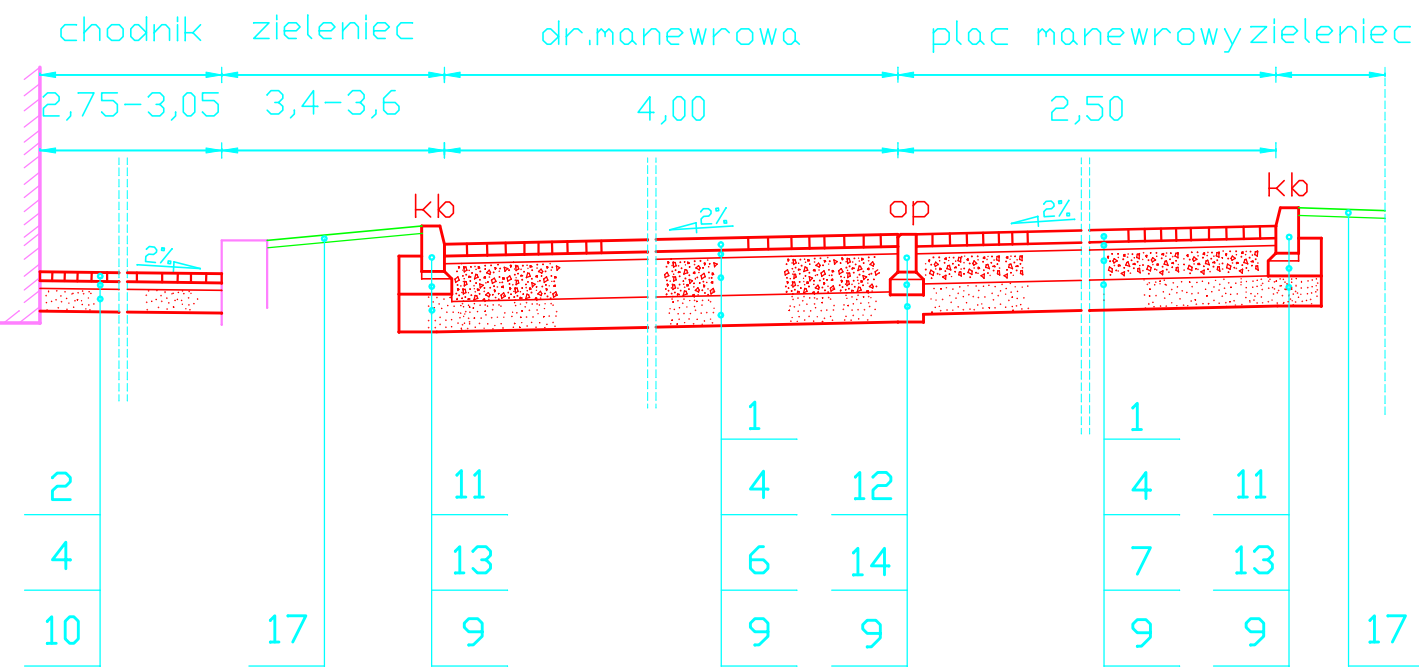 chodnik zieleniec dr.manewrowa plac manewrowy zieleniec
2,75-3,05 3,4-3,6 4,00 2,50
kb op kb
2% 2% 2%
1 1
2 11 4 12 4 11
4 13 6 14 7 13
10 17 9 9 9 9 9 17